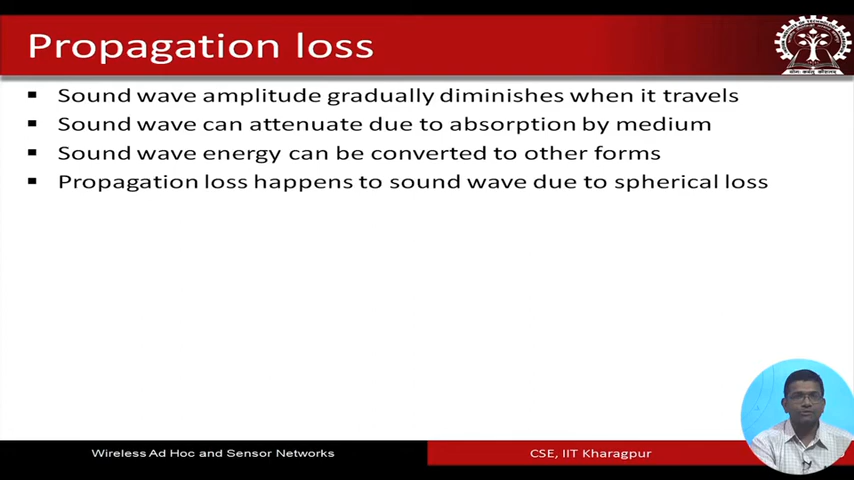 Propagation loss
Sound wave amplitude gradually diminishes when it travels
Sound wave can attenuate due to absorption by medium
Sound wave energy can be converted to other forms
Propagation loss happens to sound wave due to spherical loss
Wireless Ad Hoc and Sensor Networks
CSE, IIT Kharagpur